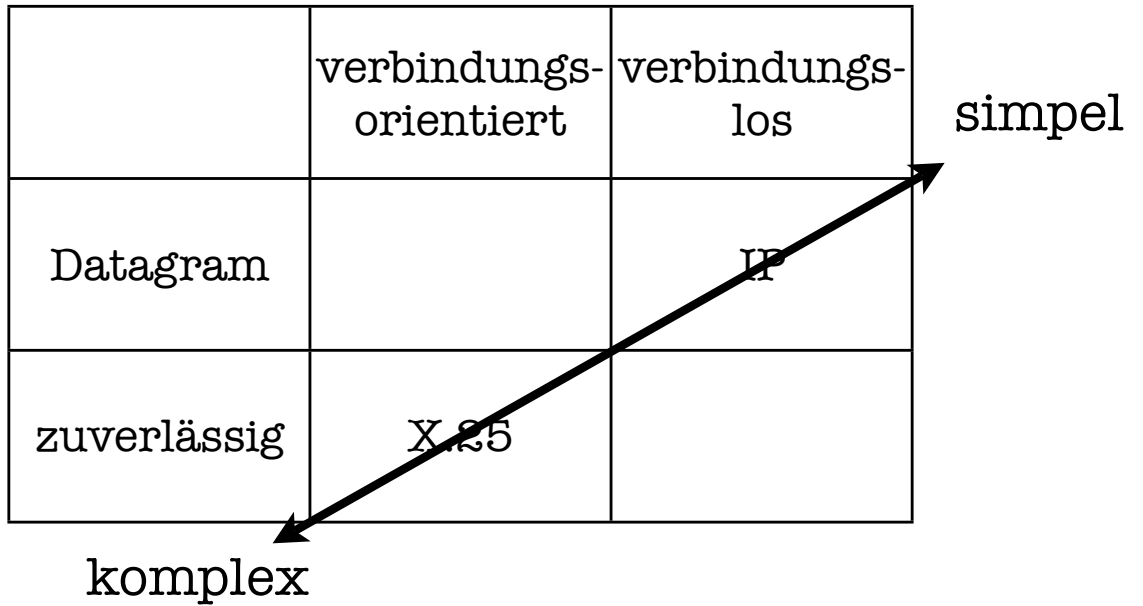 verbindungs-
orientiert
verbindungs-
los
simpel
Datagram
IP
zuverlässig
X.25
komplex